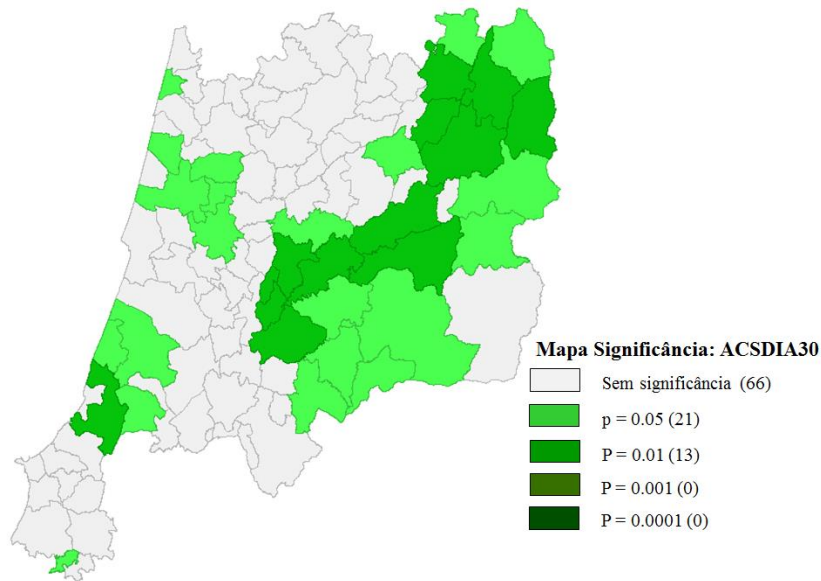 Mapa Significância: ACSDIA30
Sem significância (66)
p = 0.05 (21)
P = 0.01 (13)
P = 0.001 (0)
P = 0.0001 (0)